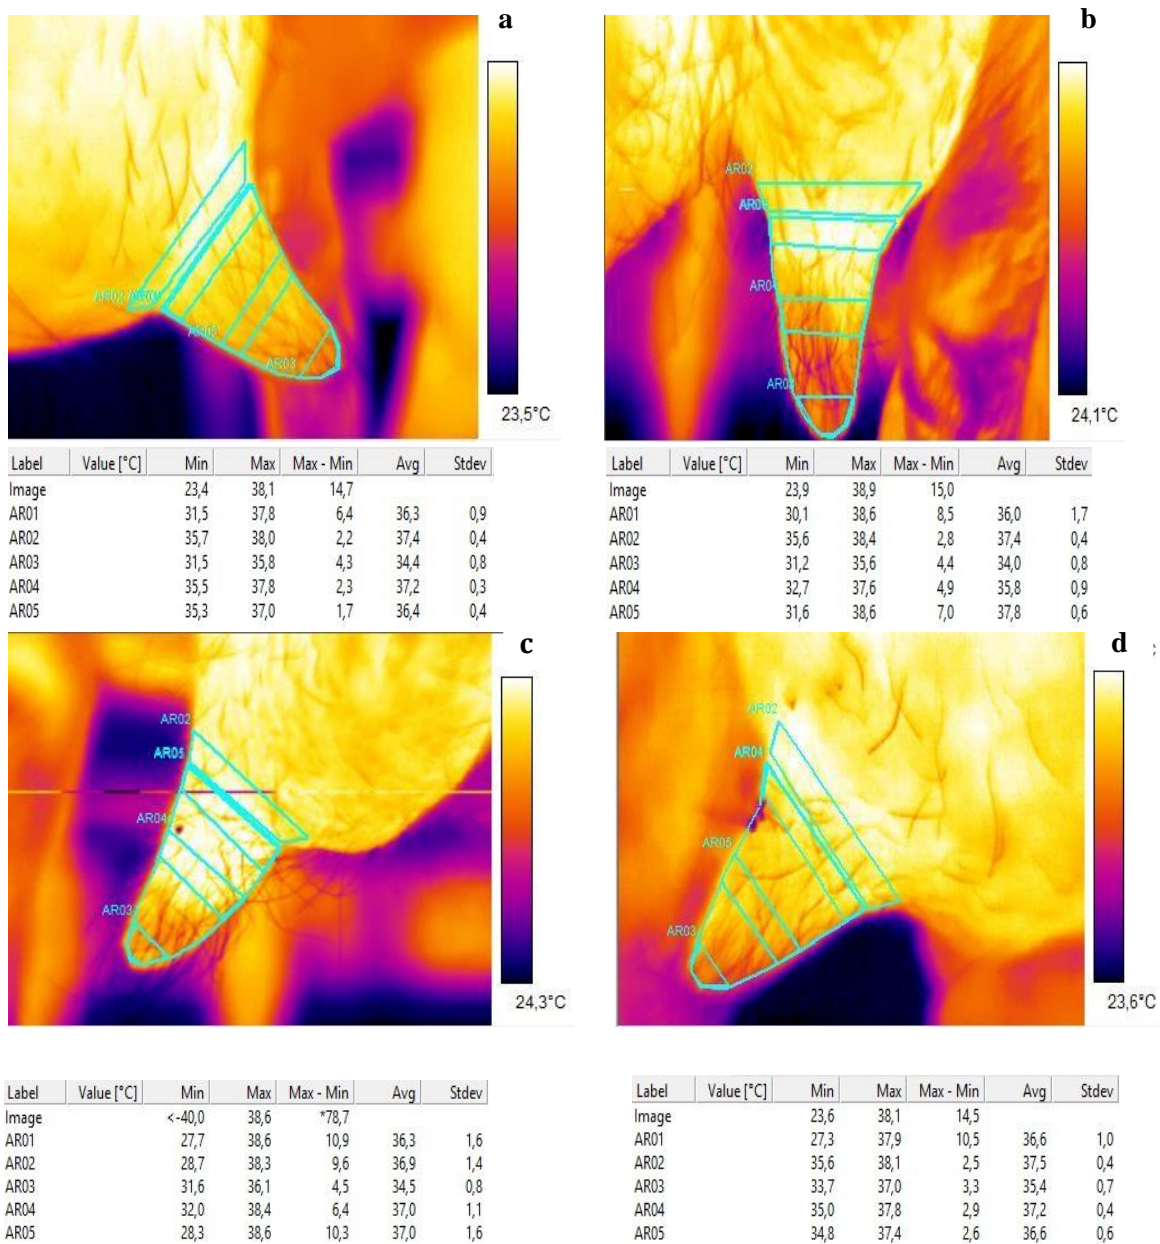 a
AR02 AR04
AR05
AR03
23,5°C
Label Value [°C] Min Max Max - Min Avg Stdev
Image 23,4 38,1 14,7
AR01 31,5 37,8 6,4 36,3 0,9
AR02 35,7 38,0 2,2 37,4 0,4
AR03 31,5 35,8 4,3 34,4 0,8
AR04 35,5 37,8 2,3 37,2 0,3
AR05 35,3 37,0 1,7 36,4 0,4
b
AR02
AR04
AR03
24,1°C
Label Value [°C] Min Max Max - Min Avg Stdev
Image 23,9 38,9 15,0
AR01 30,1 38,6 8,5 36,0 1,7
AR02 35,6 38,4 2,8 37,4 0,4
AR03 31,2 35,6 4,4 34,0 0,8
AR04 32,7 37,6 4,9 35,8 0,9
AR05 31,6 38,6 7,0 37,8 0,6
c
AR02
AR05
AR04
AR03
24,3°C
Label Value [°C] Min Max Max - Min Avg Stdev
Image <-40,0 38,6 *78,7
AR01 27,7 38,6 10,9 36,3 1,6
AR02 28,7 38,3 9,6 36,9 1,4
AR03 31,6 36,1 4,5 34,5 0,8
AR04 32,0 38,4 6,4 37,0 1,1
AR05 28,3 38,6 10,3 37,0 1,6
d
AR02
AR04
AR05
AR03
23,6°C
Label Value [°C] Min Max Max - Min Avg Stdev
Image 23,6 38,1 14,5
AR01 27,3 37,9 10,5 36,6 1,0
AR02 35,6 38,1 2,5 37,5 0,4
AR03 33,7 37,0 3,3 35,4 0,7
AR04 35,0 37,8 2,9 37,2 0,4
AR05 34,8 37,4 2,6 36,6 0,6